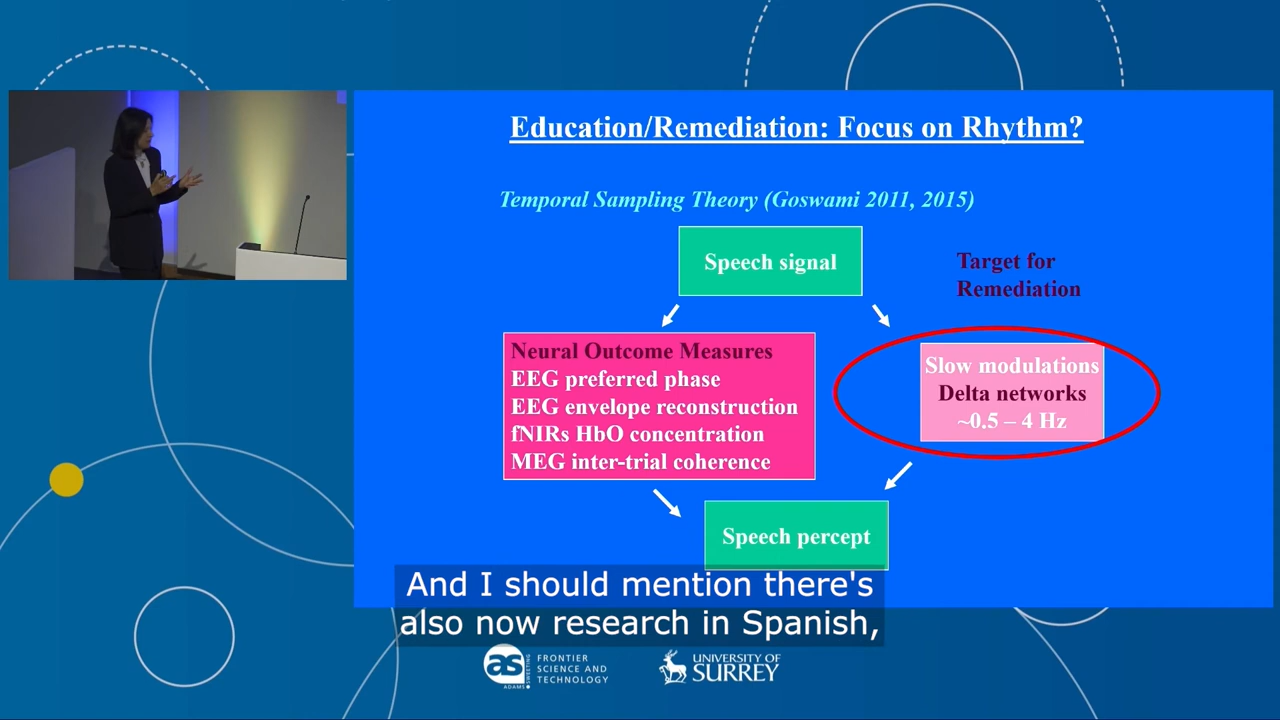 Education/Remediation: Focus on Rhythm?
Temporal Sampling Theory (Goswami 2011, 2015)
Speech signal
Target for
Remediation
Neural Outcome Measures
EEG preferred phase
EEG envelope reconstruction
fNIRs HbO concentration
MEG inter-trial coherence
Slow modulations
Delta networks
~0.5 – 4 Hz
Speech percept
And I should mention there's
also now research in Spanish,
as
ADAMS
SWEETING
FRONTIER
SCIENCE AND
TECHNOLOGY
UNIVERSITY OF
SURREY